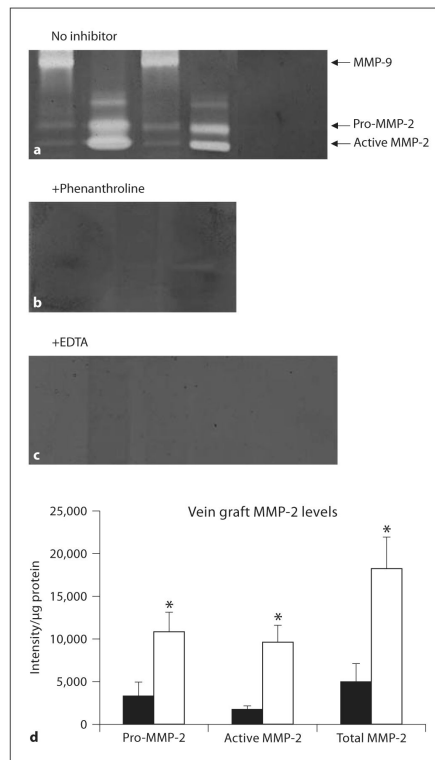 No inhibitor
MMP-9
Pro-MMP-2
Active MMP-2
a
+Phenanthroline
b
+EDTA
c
Vein graft MMP-2 levels
Intensity/μg protein
25,000
20,000
15,000
10,000
5,000
0
*
*
*
Pro-MMP-2
Active MMP-2
Total MMP-2
d